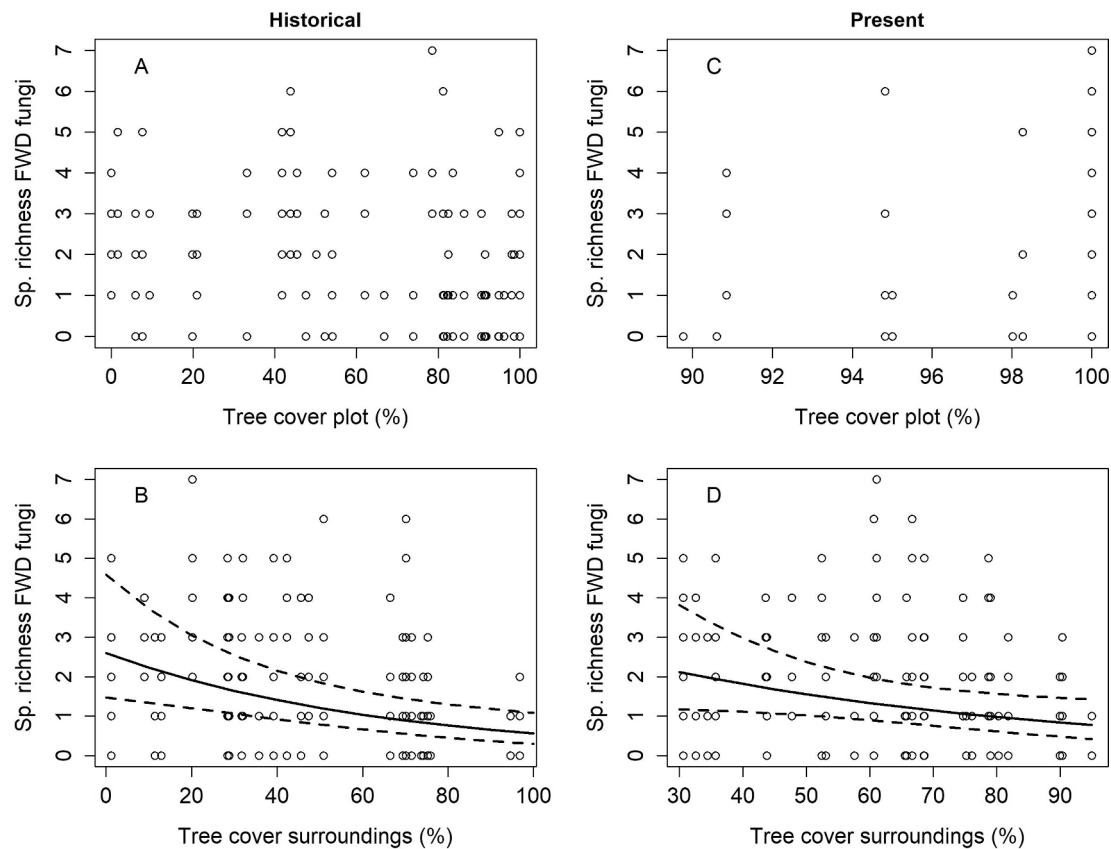 Historical
A
Sp. richness FWD fungi
7
6
5
4
3
2
1
0
0 20 40 60 80 100
Tree cover plot (%)
Present
C
Sp. richness FWD fungi
7
6
5
4
3
2
1
0
90 92 94 96 98 100
Tree cover plot (%)
B
Sp. richness FWD fungi
7
6
5
4
3
2
1
0
0 20 40 60 80 100
Tree cover surroundings (%)
D
Sp. richness FWD fungi
7
6
5
4
3
2
1
0
30 40 50 60 70 80 90
Tree cover surroundings (%)